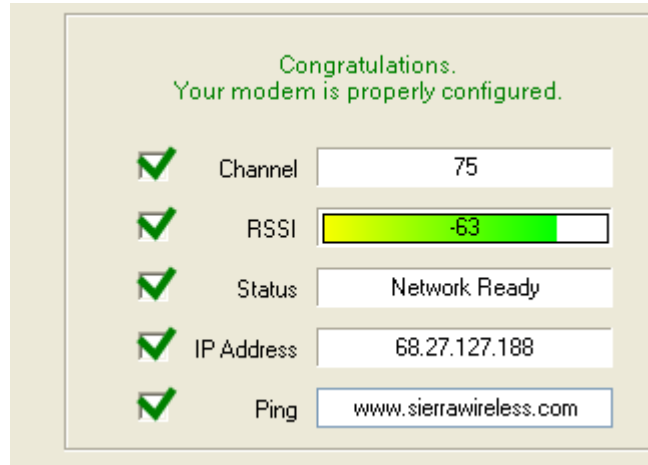 Congratulations.
Your modem is properly configured.
Channel 75
RSSI -63
Status Network Ready
IP Address 68.27.127.188
Ping www.sierrawireless.com